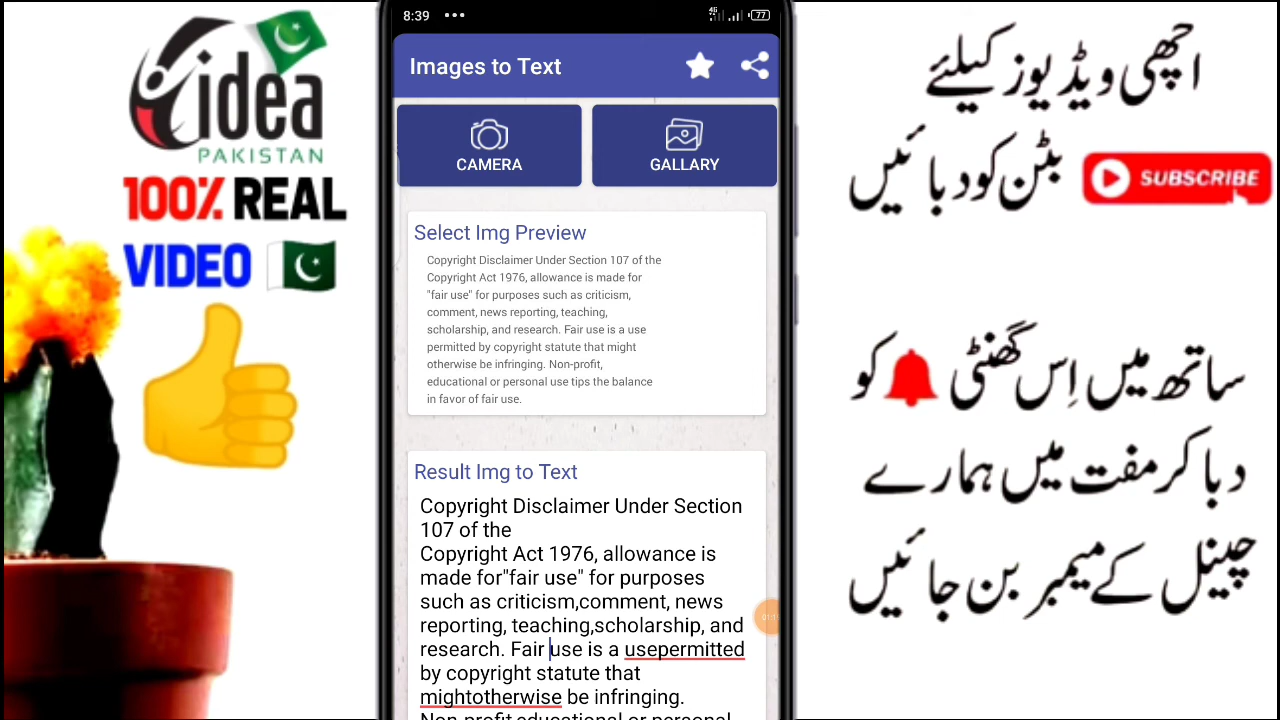 idea
PAKISTAN
100% REAL
VIDEO
8:39
4G
77
Images to Text
CAMERA
GALLARY
Select Img Preview
Copyright Disclaimer Under Section 107 of the
Copyright Act 1976, allowance is made for
"fair use" for purposes such as criticism,
comment, news reporting, teaching,
scholarship, and research. Fair use is a use
permitted by copyright statute that might
otherwise be infringing. Non-profit,
educational or personal use tips the balance
in favor of fair use.
Result Img to Text
Copyright Disclaimer Under Section
107 of the
Copyright Act 1976, allowance is
made for"fair use" for purposes
such as criticism,comment, news
reporting, teaching,scholarship, and
research. Fair use is a usepermitted
by copyright statute that
mightotherwise be infringing.
Non-profit,educational or personal
اچھی ویڈیوز کیلئے
بٹن کو دبائیں
SUBSCRIBE
ساتھ میں اِس گھنٹی کو
دبا کر مفت میں ہمارے
چینل کے میمبر بن جائیں